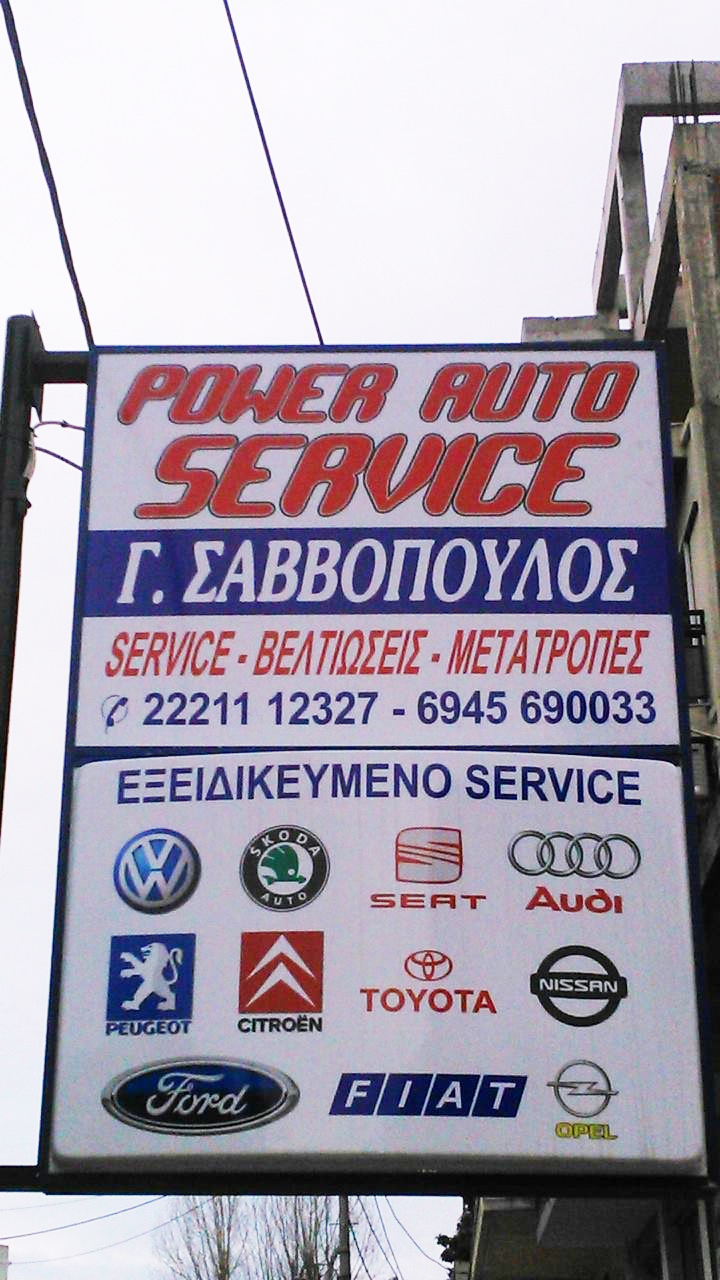 POWER AUTO
SERVICE
Γ. ΣΑΒΒΟΠΟΥΛΟΣ
SERVICE - ΒΕΛΤΙΩΣΕΙΣ - ΜΕΤΑΤΡΟΠΕΣ
22211 12327 - 6945 690033
ΕΞΕΙΔΙΚΕΥΜΕΝΟ SERVICE
SKODA
AUTO
SEAT
Audi
PEUGEOT
CITROËN
TOYOTA
NISSAN
Ford
FIAT
OPEL